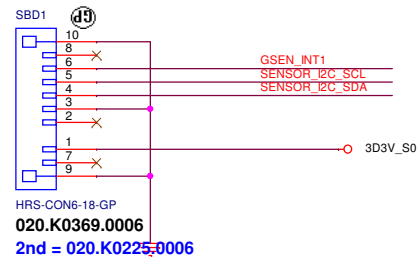 SBD1
GP
10
8
6
GSEN_INT1
5
SENSOR_I2C_SCL
4
SENSOR_I2C_SDA
3
2
1
3D3V_S0
7
9
HRS-CON6-18-GP
020.K0369.0006
2nd = 020.K0225.0006